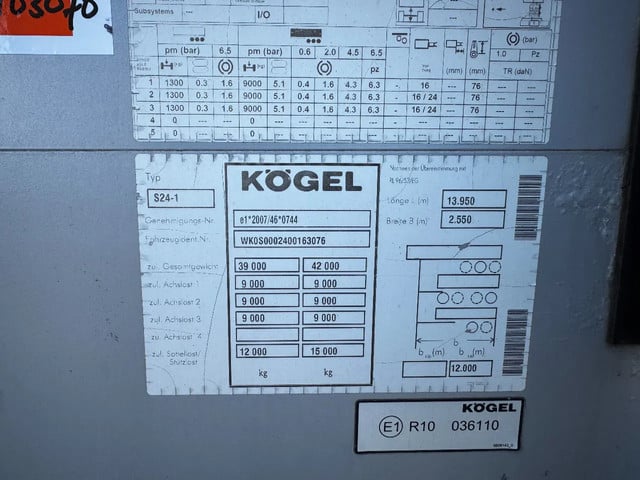 103070
Subsystems --- I/O
pm (bar) 6.5 pm (bar) 0.6 2.0 4.5 6.5 (bar)
1.0 Pz
pz (mm) (mm) TR (daN)
1 1300 0.3 1.6 9000 5.1 0.4 1.6 4.3 6.3 - 16 --- 76 --- ---
2 1300 0.3 1.6 9000 5.1 0.4 1.6 4.3 6.3 - 16 / 24 --- 76 --- ---
3 1300 0.3 1.6 9000 5.1 0.4 1.6 4.3 6.3 - 16 / 24 --- 76 --- ---
4 0 --- --- 0 --- --- --- --- --- - --- --- --- --- ---
5 0 --- --- 0 --- --- --- --- --- - --- --- --- --- ---
Typ
S24-1
KÖGEL
Nachweis der Übereinstimmung mit
Länge L (m) 13.950
Genehmigungs-Nr. e1*2007/46*0744 Breite B (m) 2.550
Fahrzeugident.Nr. WK0S0002400163076
zul. Gesamtgewicht 39 000 42 000
zul. Achslast 1 9 000 9 000
zul. Achslast 2 9 000 9 000
zul. Achslast 3 9 000 9 000
zul. Achslast 4
zul. Sattellast/ 12 000 15 000
Stützlast
kg kg
b
b (m) b (m)
12.000
KÖGEL
E1 R10 036110